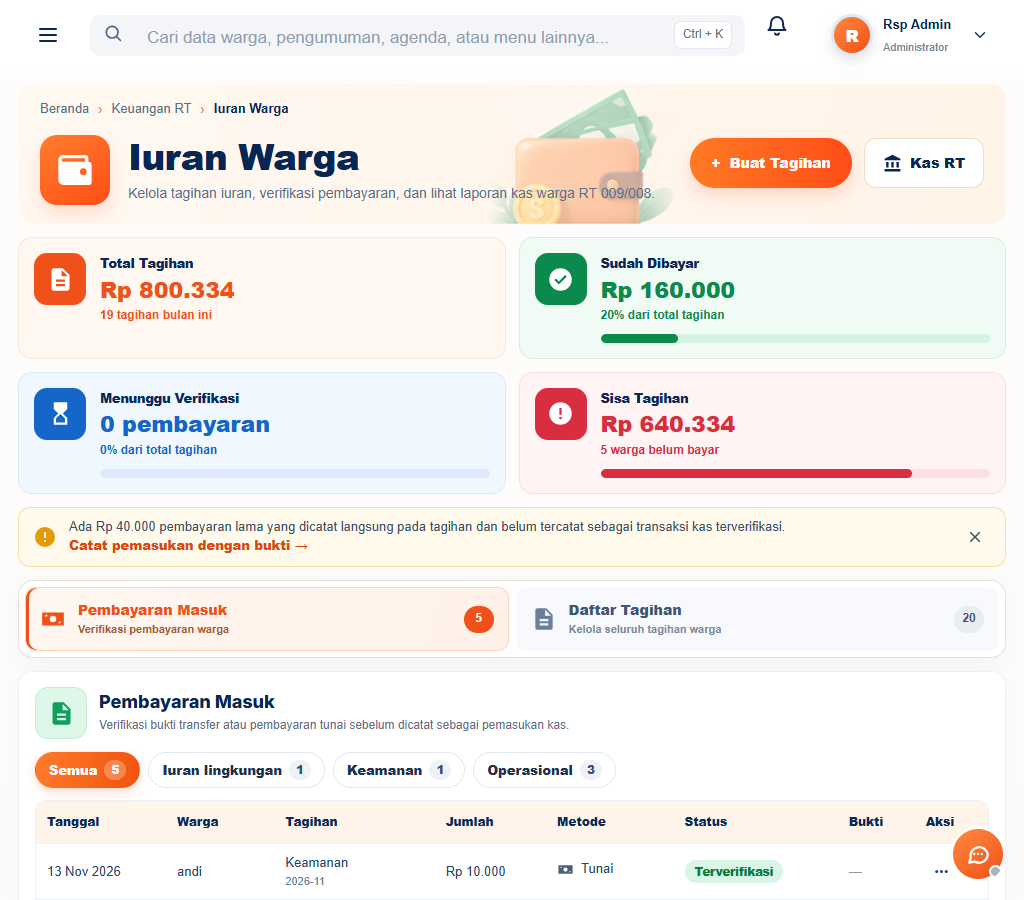 Cari data warga, pengumuman, agenda, atau menu lainnya...
Ctrl + K
R
Rsp Admin
Administrator
Beranda › Keuangan RT › Iuran Warga
Iuran Warga
Kelola tagihan iuran, verifikasi pembayaran, dan lihat laporan kas warga RT 009/008.
+ Buat Tagihan
Kas RT
Total Tagihan
Rp 800.334
19 tagihan bulan ini
Sudah Dibayar
Rp 160.000
20% dari total tagihan
Menunggu Verifikasi
0 pembayaran
0% dari total tagihan
Sisa Tagihan
Rp 640.334
5 warga belum bayar
Ada Rp 40.000 pembayaran lama yang dicatat langsung pada tagihan dan belum tercatat sebagai transaksi kas terverifikasi.
Catat pemasukan dengan bukti →
Pembayaran Masuk
Verifikasi pembayaran warga
5
Daftar Tagihan
Kelola seluruh tagihan warga
20
Pembayaran Masuk
Verifikasi bukti transfer atau pembayaran tunai sebelum dicatat sebagai pemasukan kas.
Semua 5
Iuran lingkungan 1
Keamanan 1
Operasional 3
Tanggal Warga Tagihan Jumlah Metode Status Bukti Aksi
13 Nov 2026 andi Keamanan Rp 10.000 Tunai Terverifikasi — •••
2026-11